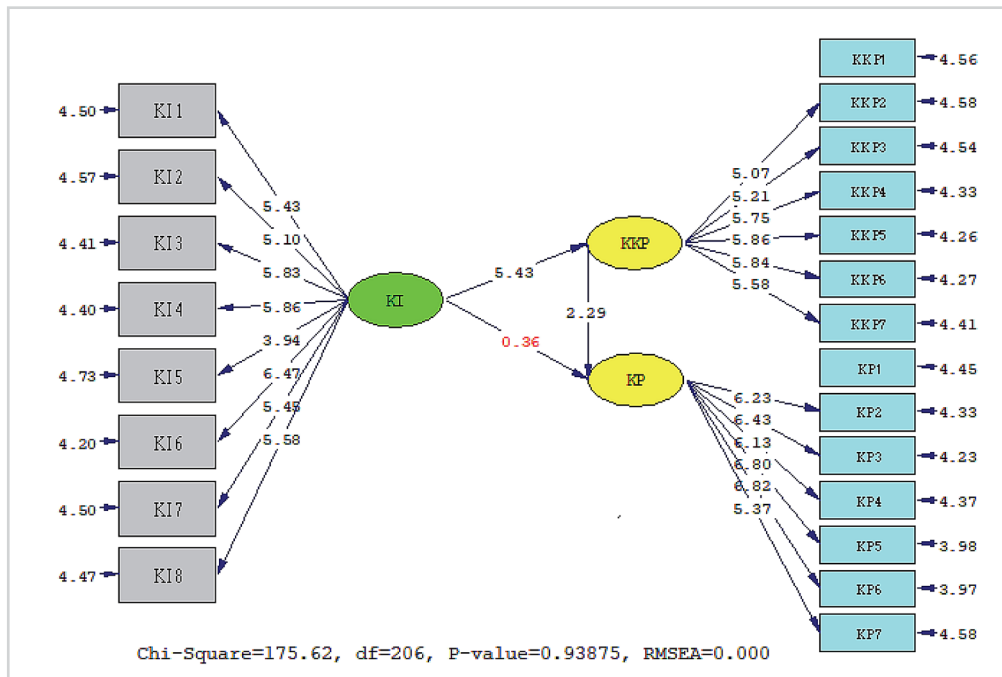 4.50 KI1
4.57 KI2
4.41 KI3
4.40 KI4
4.73 KI5
4.20 KI6
4.50 KI7
4.47 KI8
5.43
5.10
5.83
5.86
3.94
6.47
5.45
5.58
KI
5.43
0.36
KKP
2.29
KP
5.07
5.21
5.75
5.86
5.84
5.58
6.23
6.43
6.13
6.80
6.82
5.37
KKP1 4.56
KKP2 4.58
KKP3 4.54
KKP4 4.33
KKP5 4.26
KKP6 4.27
KKP7 4.41
KP1 4.45
KP2 4.33
KP3 4.23
KP4 4.37
KP5 3.98
KP6 3.97
KP7 4.58
Chi-Square=175.62, df=206, P-value=0.93875, RMSEA=0.000